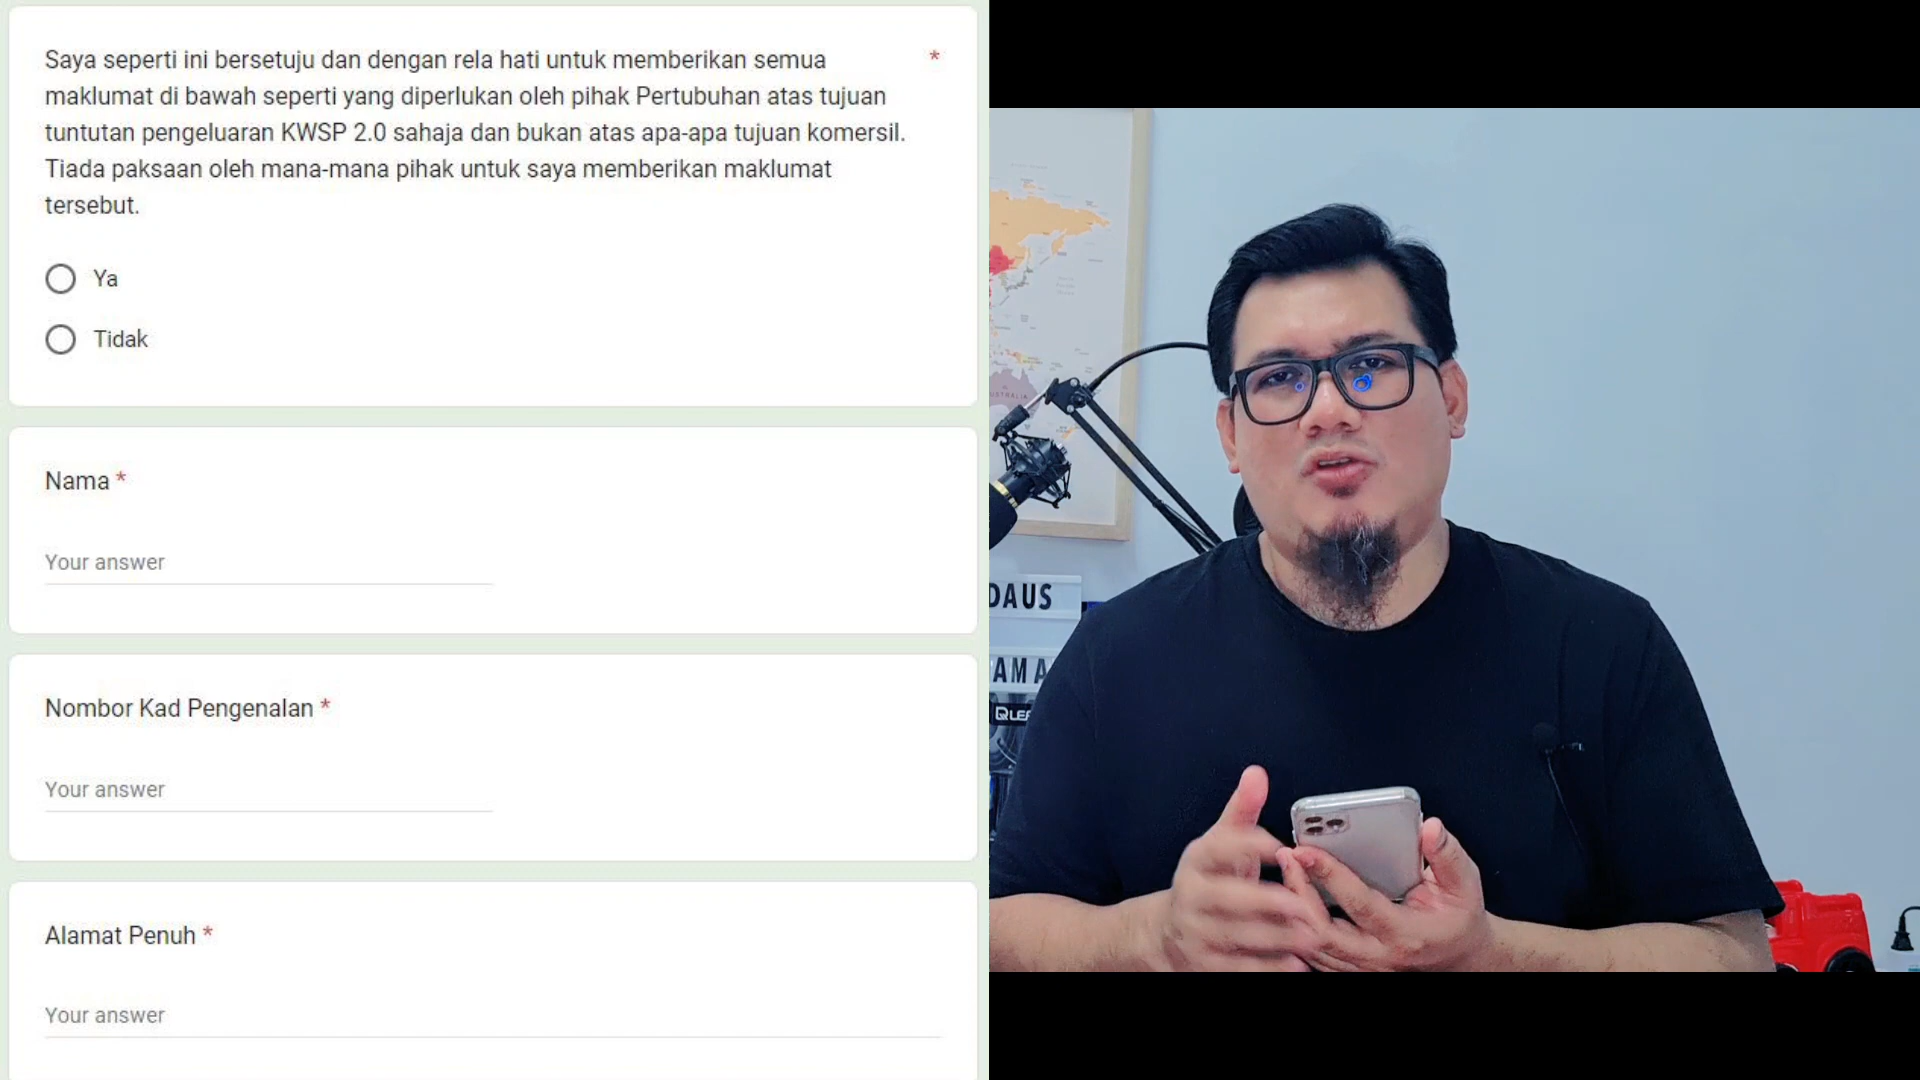 Saya seperti ini bersetuju dan dengan rela hati untuk memberikan semua *
maklumat di bawah seperti yang diperlukan oleh pihak Pertubuhan atas tujuan
tuntutan pengeluaran KWSP 2.0 sahaja dan bukan atas apa-apa tujuan komersil.
Tiada paksaan oleh mana-mana pihak untuk saya memberikan maklumat
tersebut.
Ya
Tidak
Nama *
Your answer
Nombor Kad Pengenalan *
Your answer
Alamat Penuh *
Your answer
DAUS
AMA